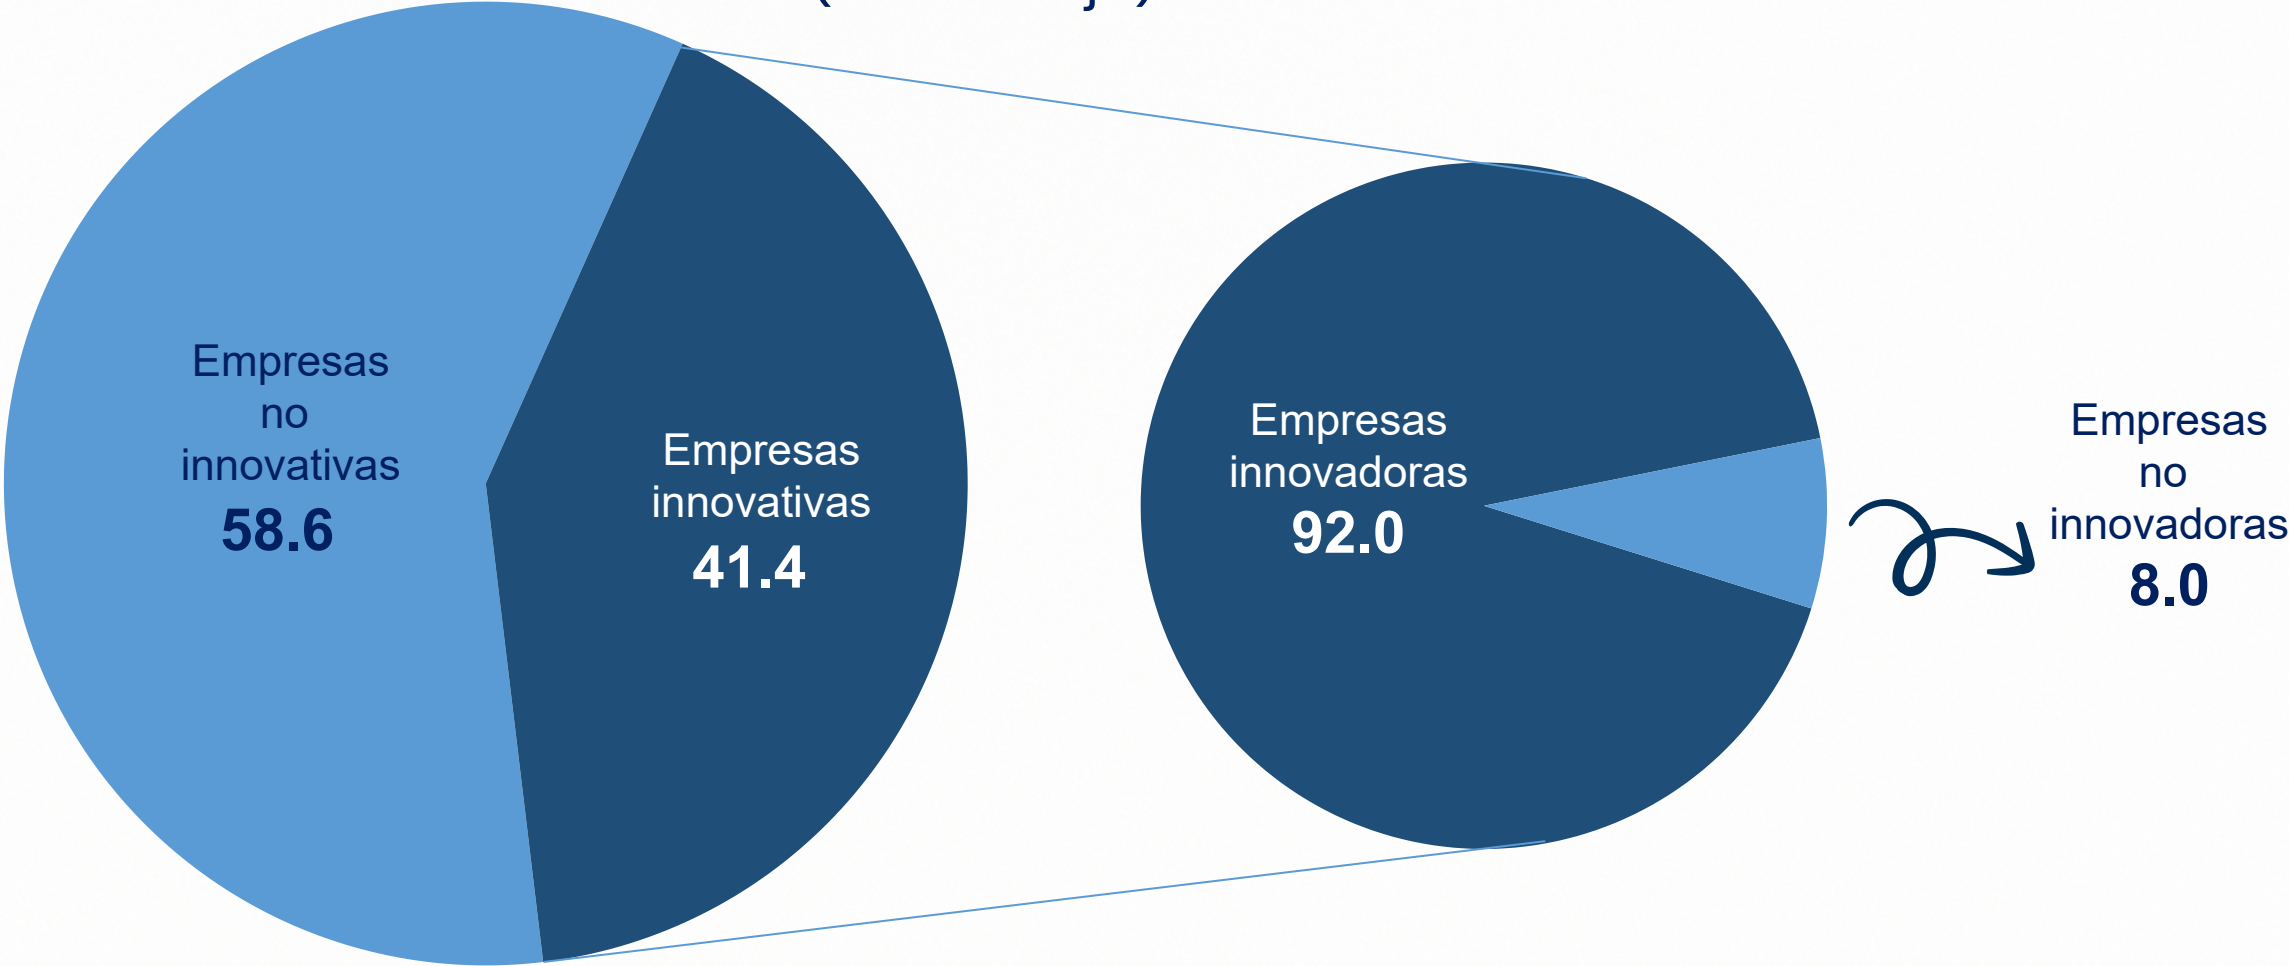 Empresas
no
innovativas
58.6
Empresas
innovativas
41.4
Empresas
innovadoras
92.0
Empresas
no
innovadoras
8.0